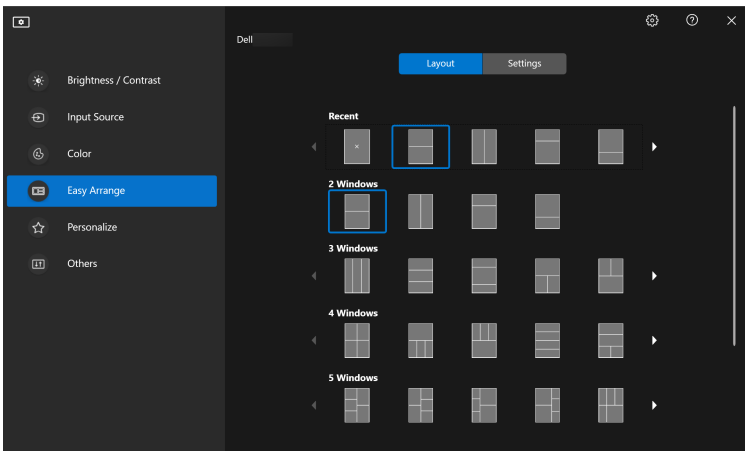 Dell
Layout
Settings
Brightness / Contrast
Input Source
Color
Easy Arrange
Personalize
Others
Recent
2 Windows
3 Windows
4 Windows
5 Windows